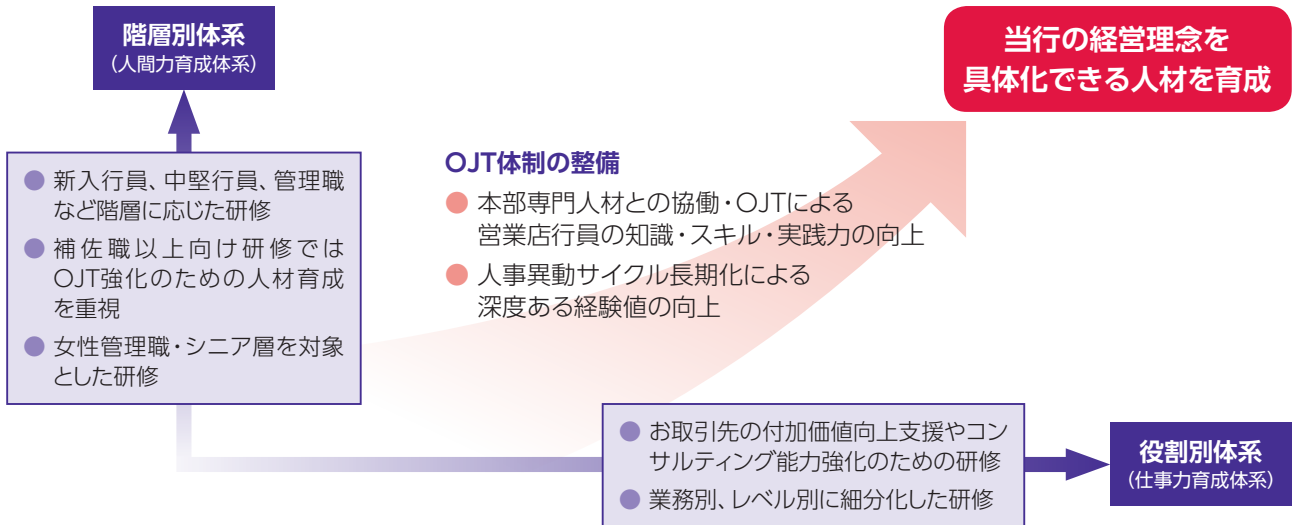 階層別体系
（人間力育成体系）
当行の経営理念を
具体化できる人材を育成
● 新入行員、中堅行員、管理職
など階層に応じた研修
● 補佐職以上向け研修では
OJT強化のための人材育成
を重視
● 女性管理職・シニア層を対象
とした研修
OJT体制の整備
● 本部専門人材との協働・OJTによる
営業店行員の知識・スキル・実践力の向上
● 人事異動サイクル長期化による
深度ある経験値の向上
● お取引先の付加価値向上支援やコン
サルティング能力強化のための研修
● 業務別、レベル別に細分化した研修
役割別体系
（仕事力育成体系）